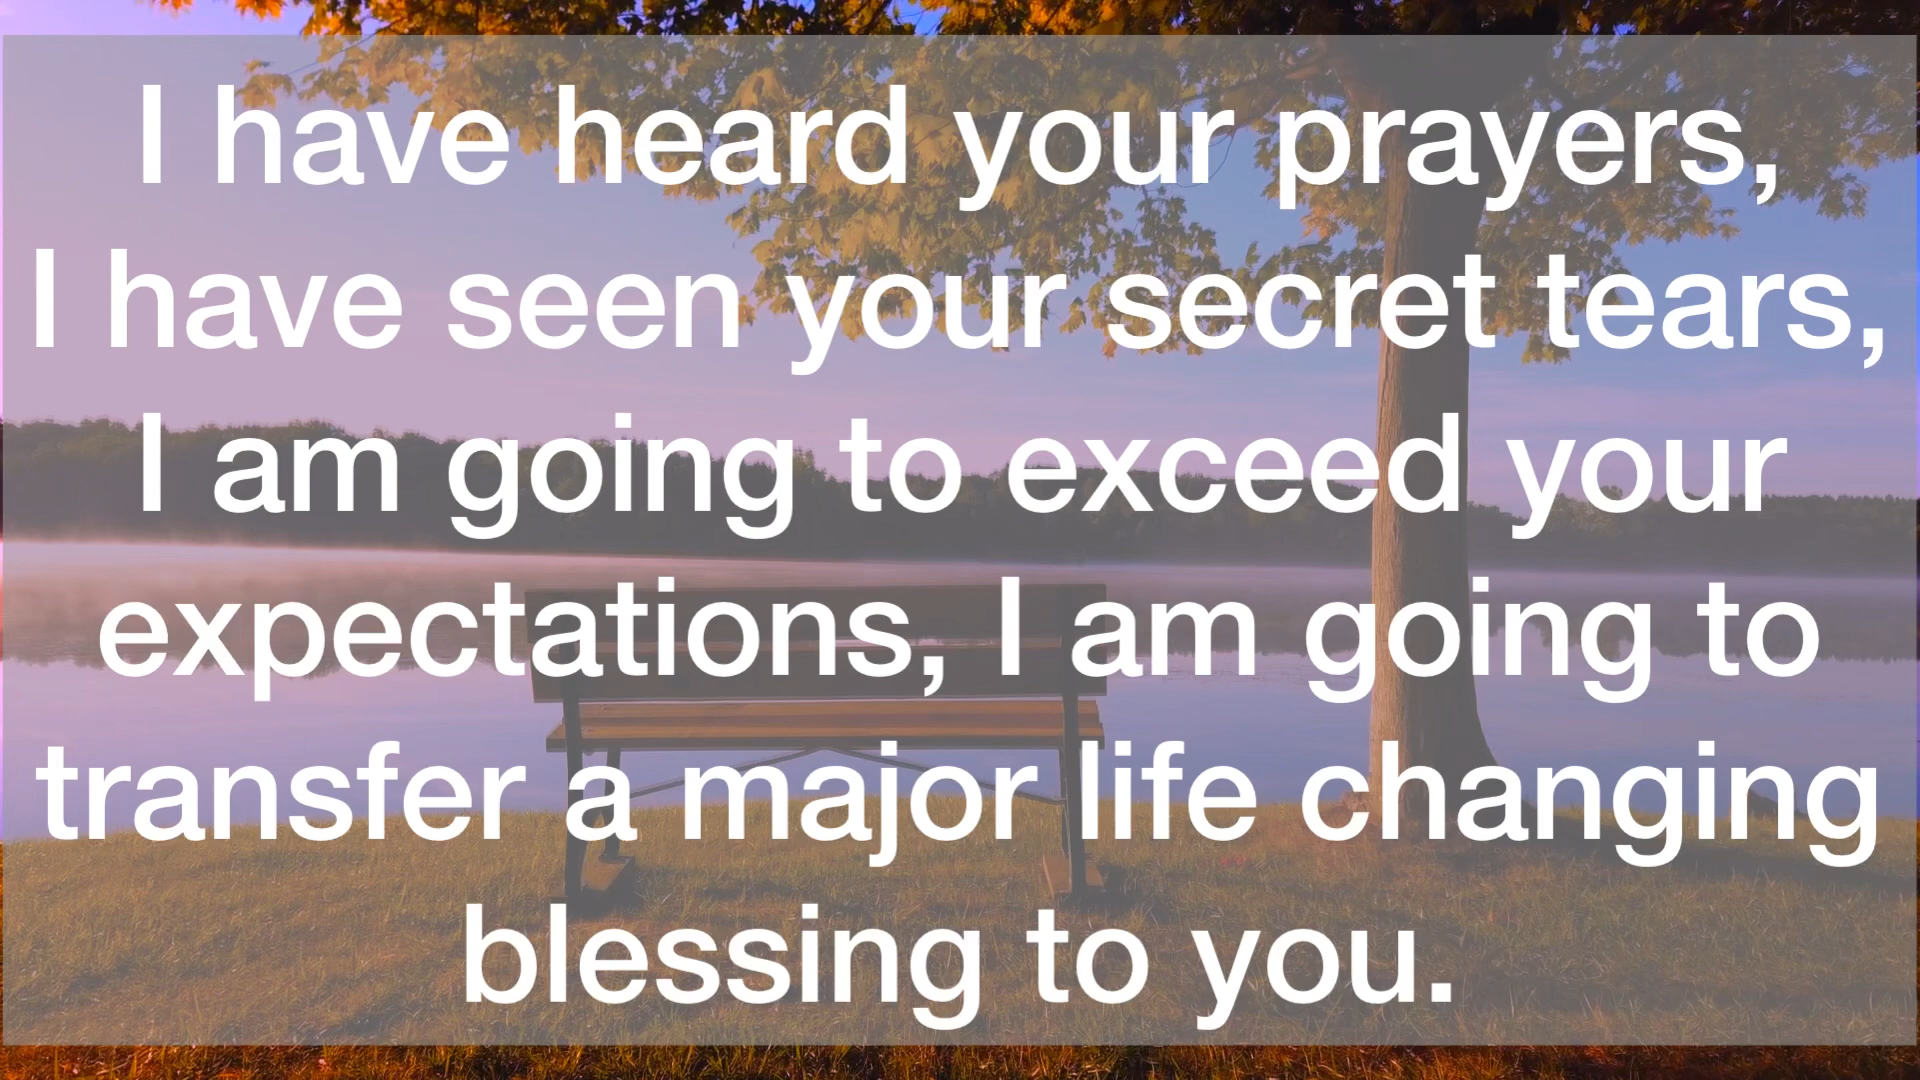 I have heard your prayers,
I have seen your secret tears,
I am going to exceed your
expectations, I am going to
transfer a major life changing
blessing to you.